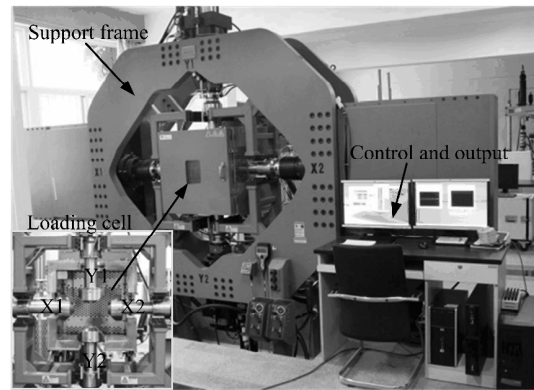 Support frame
Y1
X1
X2
Control and output
Loading cell
Y2
Y1
X1
X2
Y2